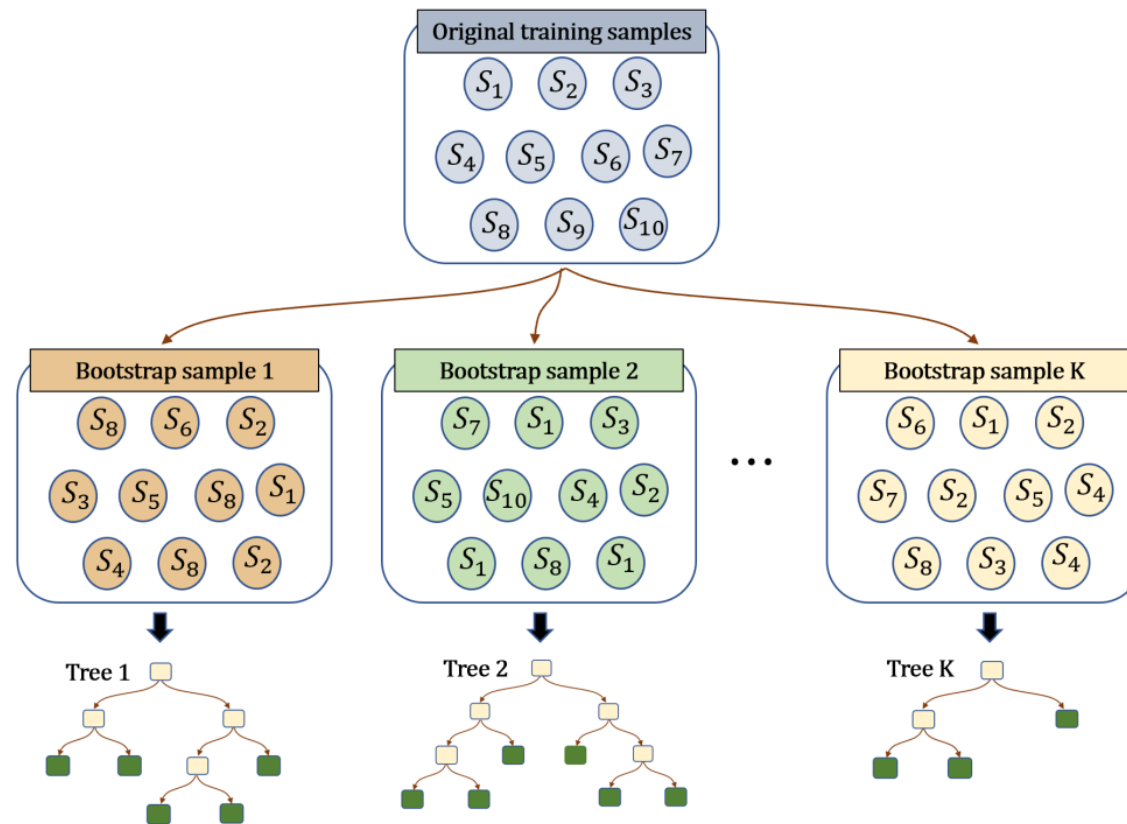 Original training samples
S₁ S₂ S₃
S₄ S₅ S₆ S₇
S₈ S₉ S₁₀
Bootstrap sample 1
S₈ S₆ S₂
S₃ S₅ S₈ S₁
S₄ S₈ S₂
Bootstrap sample 2
S₇ S₁ S₃
S₅ S₁₀ S₄ S₂
S₁ S₈ S₁
...
Bootstrap sample K
S₆ S₁ S₂
S₇ S₂ S₅ S₄
S₈ S₃ S₄
Tree 1
Tree 2
Tree K